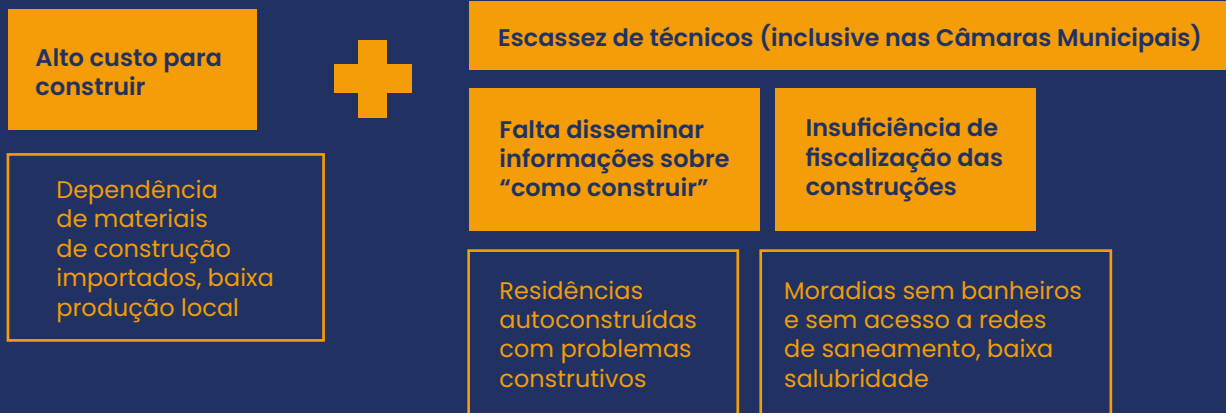 Alto custo para
construir
Dependência
de materiais
de construção
importados, baixa
produção local
Escassez de técnicos (inclusive nas Câmaras Municipais)
Falta disseminar
informações sobre
“como construir”
Insuficiência de
fiscalização das
construções
Residências
autoconstruídas
com problemas
construtivos
Moradias sem banheiros
e sem acesso a redes
de saneamento, baixa
salubridade